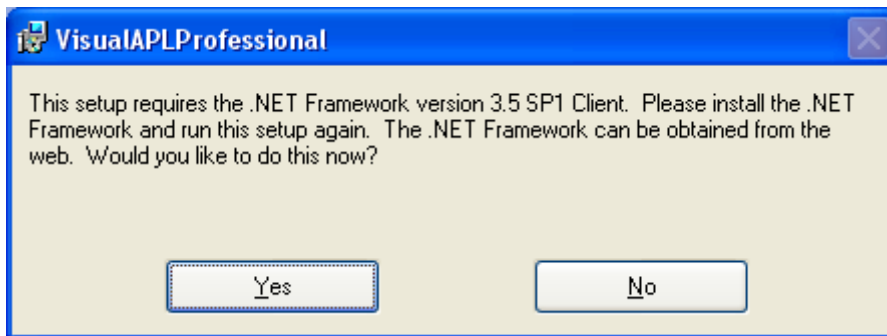 VisualAPLProfessional
This setup requires the .NET Framework version 3.5 SP1 Client.  Please install the .NET
Framework and run this setup again.  The .NET Framework can be obtained from the
web.  Would you like to do this now?
Yes
No